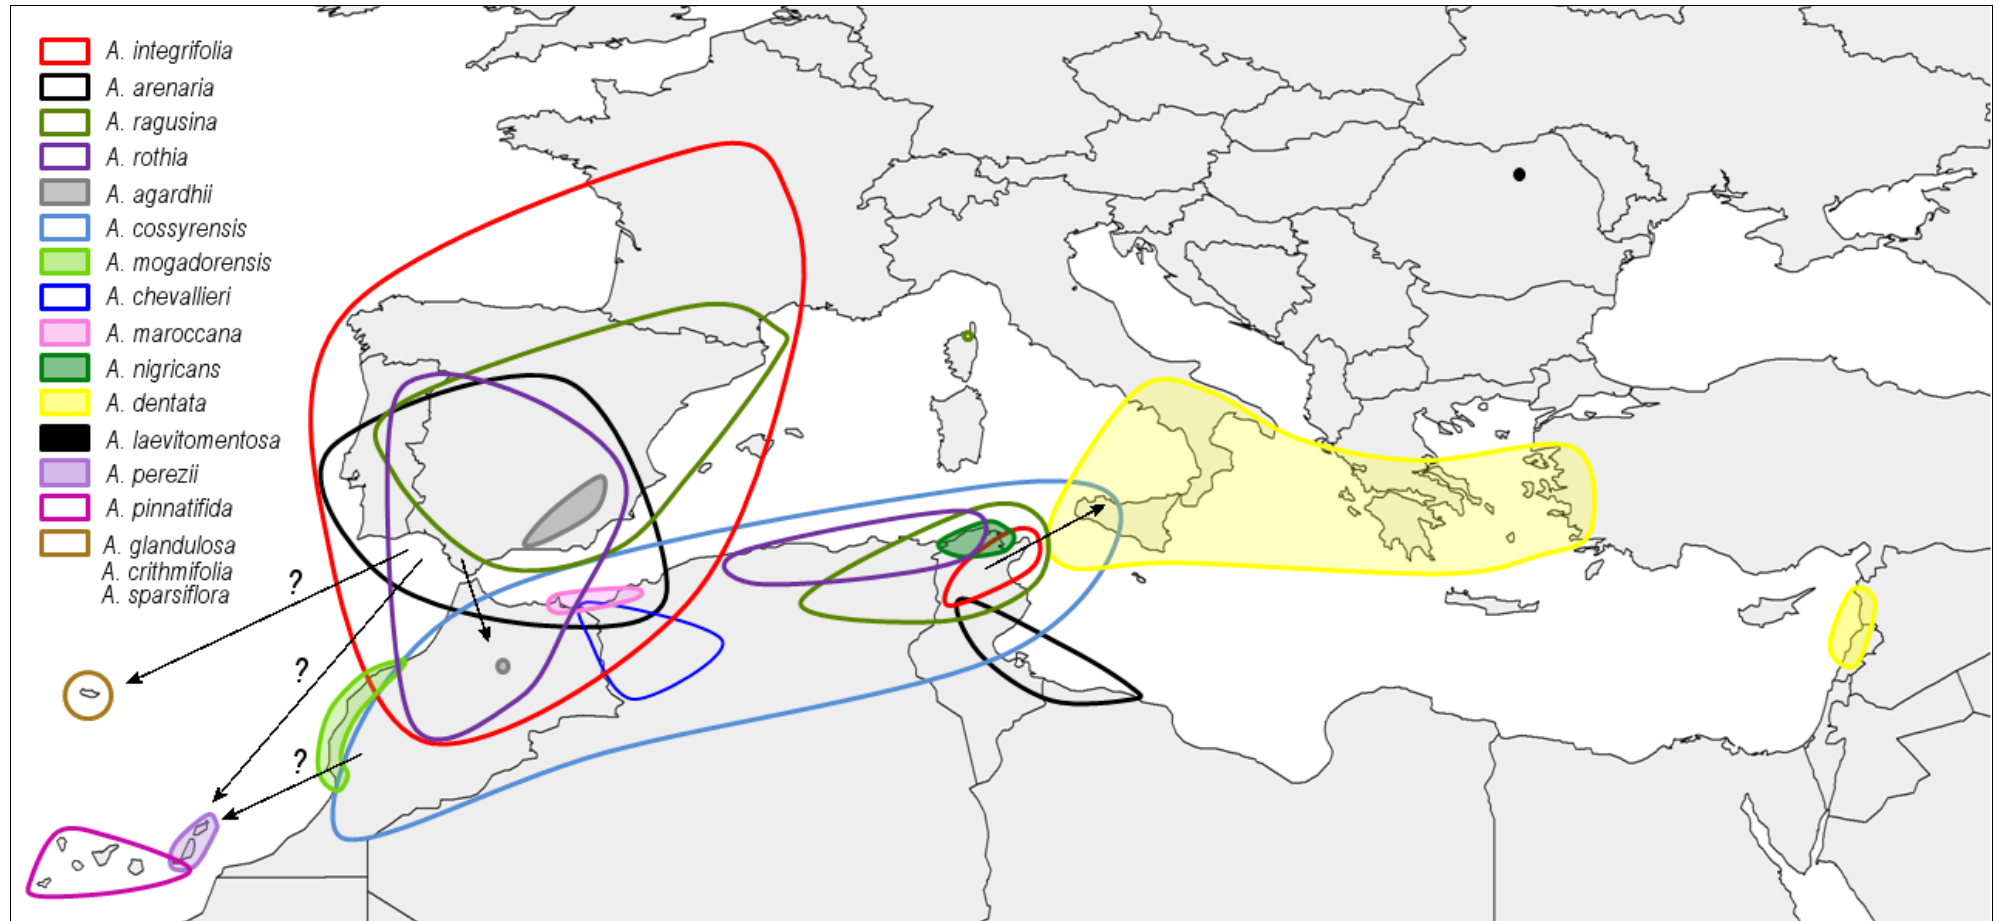 A. integrifolia
A. arenaria
A. ragusina
A. rothia
A. agardhii
A. cossyrensis
A. mogadorensis
A. chevallieri
A. maroccana
A. nigricans
A. dentata
A. laevitomentosa
A. perezii
A. pinnatifida
A. glandulosa
A. crithmifolia
A. sparsiflora
?
?
?